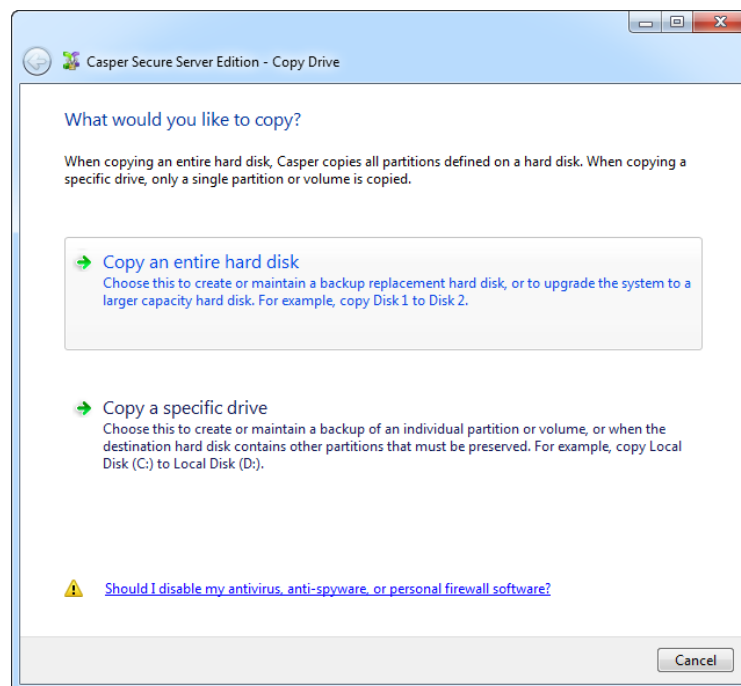 Casper Secure Server Edition - Copy Drive
What would you like to copy?
When copying an entire hard disk, Casper copies all partitions defined on a hard disk. When copying a
specific drive, only a single partition or volume is copied.
Copy an entire hard disk
Choose this to create or maintain a backup replacement hard disk, or to upgrade the system to a
larger capacity hard disk. For example, copy Disk 1 to Disk 2.
Copy a specific drive
Choose this to create or maintain a backup of an individual partition or volume, or when the
destination hard disk contains other partitions that must be preserved. For example, copy Local
Disk (C:) to Local Disk (D:).
Should I disable my antivirus, anti-spyware, or personal firewall software?
Cancel